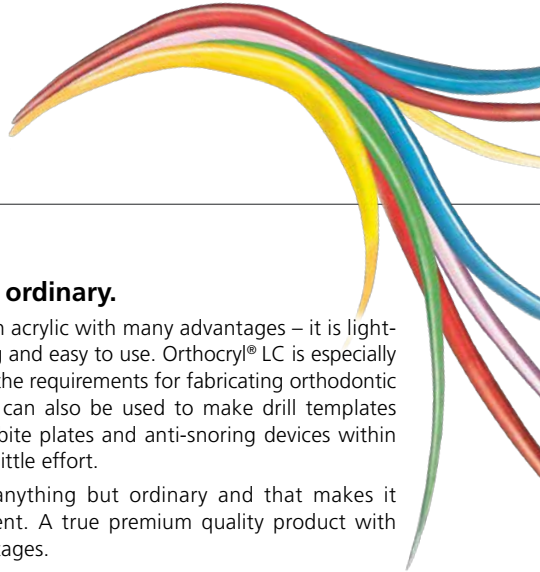 ordinary.
acrylic with many advantages – it is light-
and easy to use. Orthocryl® LC is especially
the requirements for fabricating orthodontic
can also be used to make drill templates
bite plates and anti-snoring devices within
little effort.
anything but ordinary and that makes it
A true premium quality product with